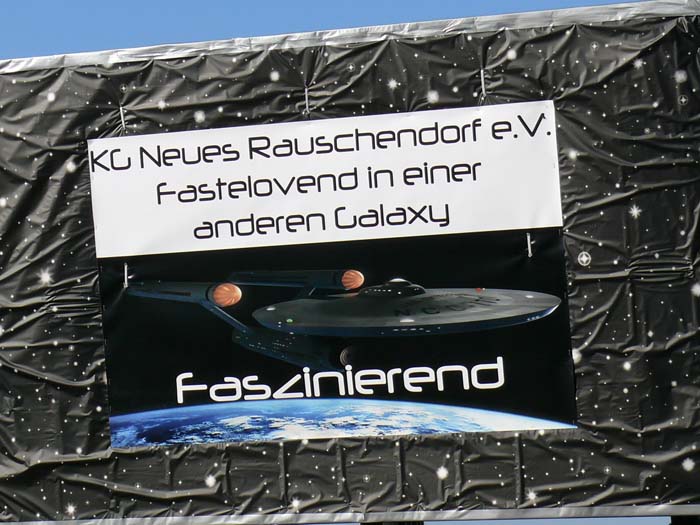 KG Neues Rauschendorf e.V.
Fastelovend in einer
anderen Galaxy
Faszinierend